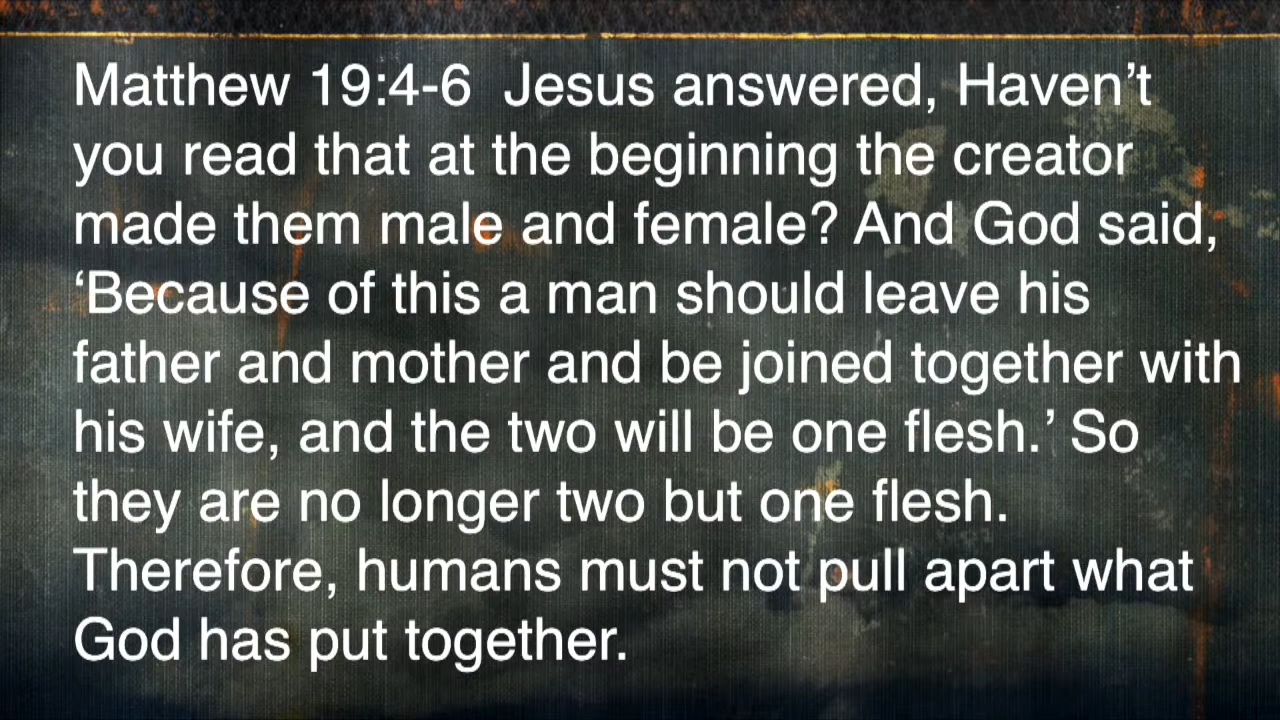 Matthew 19:4-6  Jesus answered, Haven’t
you read that at the beginning the creator
made them male and female? And God said,
‘Because of this a man should leave his
father and mother and be joined together with
his wife, and the two will be one flesh.’ So
they are no longer two but one flesh.
Therefore, humans must not pull apart what
God has put together.